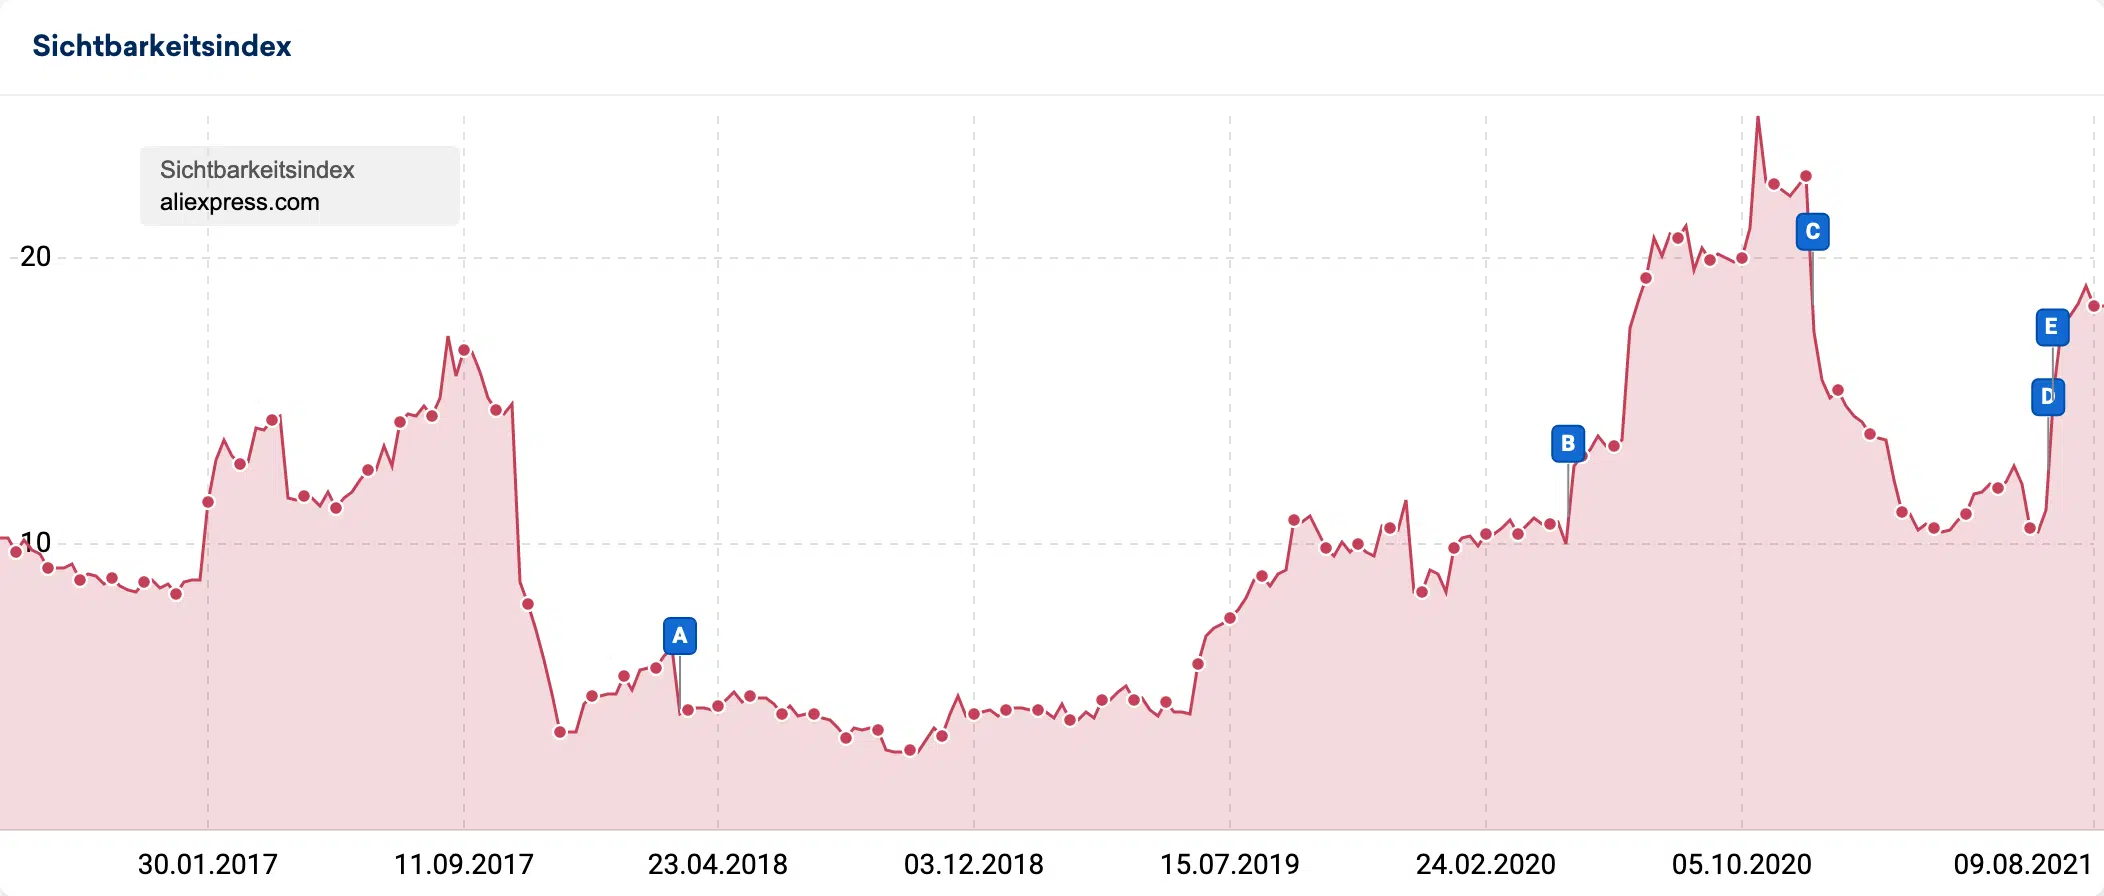 Sichtbarkeitsindex
Sichtbarkeitsindex
aliexpress.com
20
10
A
B
C
D
E
30.01.2017
11.09.2017
23.04.2018
03.12.2018
15.07.2019
24.02.2020
05.10.2020
09.08.2021